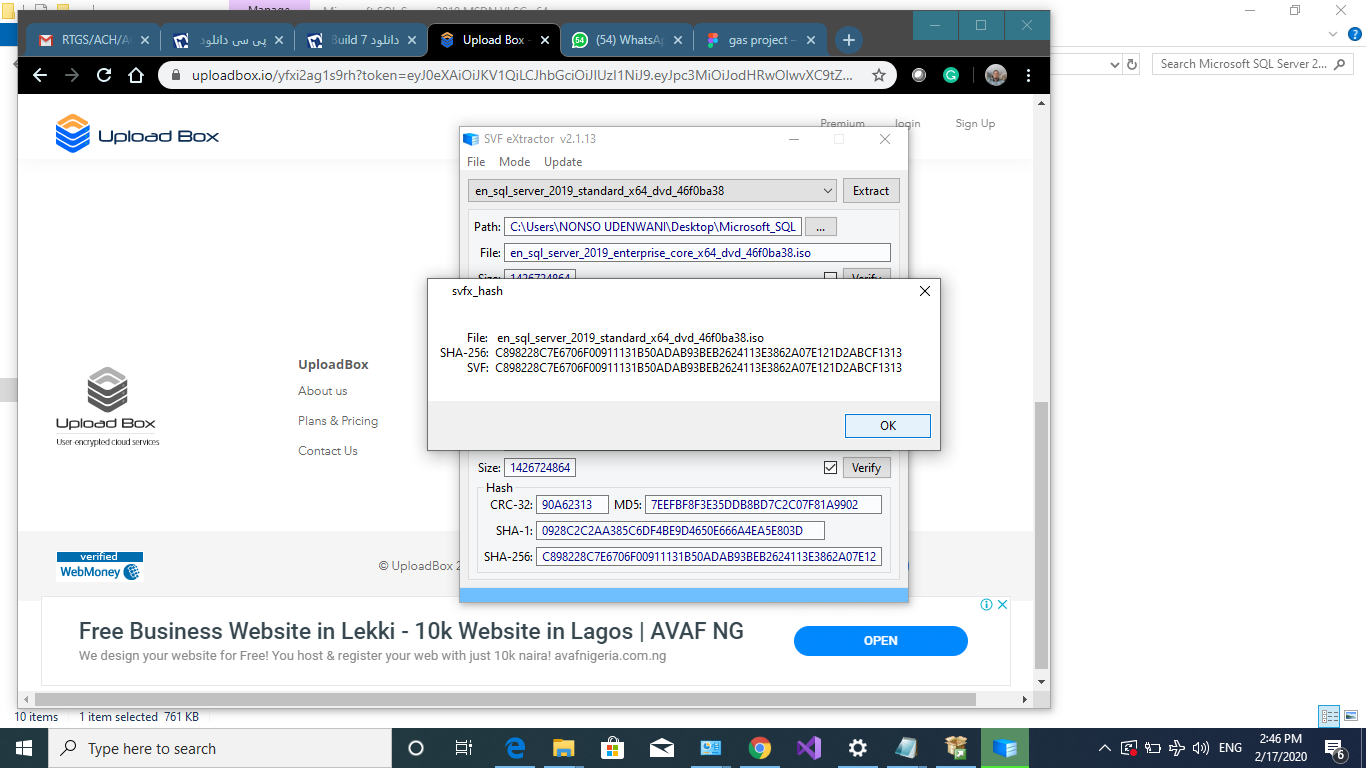 Manage
RTGS/ACH/A
پی سی دانلود
دانلود Build 7
Upload Box -
(54) WhatsA
gas project –
uploadbox.io/yfxi2ag1s9rh?token=eyJ0eXAiOiJKV1QiLCJhbGciOiJIUzI1NiJ9.eyJpc3MiOiJodHRwOlwvXC9tZ...
Search Microsoft SQL Server 2...
Upload Box
Premium
login
Sign Up
SVF eXtractor v2.1.13
File Mode Update
en_sql_server_2019_standard_x64_dvd_46f0ba38
Extract
Path: C:\Users\NONSO UDENWANI\Desktop\Microsoft_SQL
...
File: en_sql_server_2019_enterprise_core_x64_dvd_46f0ba38.iso
Size: 1426724864
Verify
svfx_hash
File: en_sql_server_2019_standard_x64_dvd_46f0ba38.iso
SHA-256: C898228C7E6706F00911131B50ADAB93BEB2624113E3862A07E121D2ABCF1313
SVF: C898228C7E6706F00911131B50ADAB93BEB2624113E3862A07E121D2ABCF1313
OK
Upload Box
User-encrypted cloud services
UploadBox
About us
Plans & Pricing
Contact Us
Size: 1426724864
Verify
Hash
CRC-32: 90A62313 MD5: 7EEFBF8F3E35DDB8BD7C2C07F81A9902
SHA-1: 0928C2C2AA385C6DF4BE9D4650E666A4EA5E803D
SHA-256: C898228C7E6706F00911131B50ADAB93BEB2624113E3862A07E12
verified
WebMoney
© UploadBox 2
Free Business Website in Lekki - 10k Website in Lagos | AVAF NG
We design your website for Free! You host & register your web with just 10k naira! avafnigeria.com.ng
OPEN
10 items
1 item selected 761 KB
Type here to search
ENG
2:46 PM
2/17/2020
6